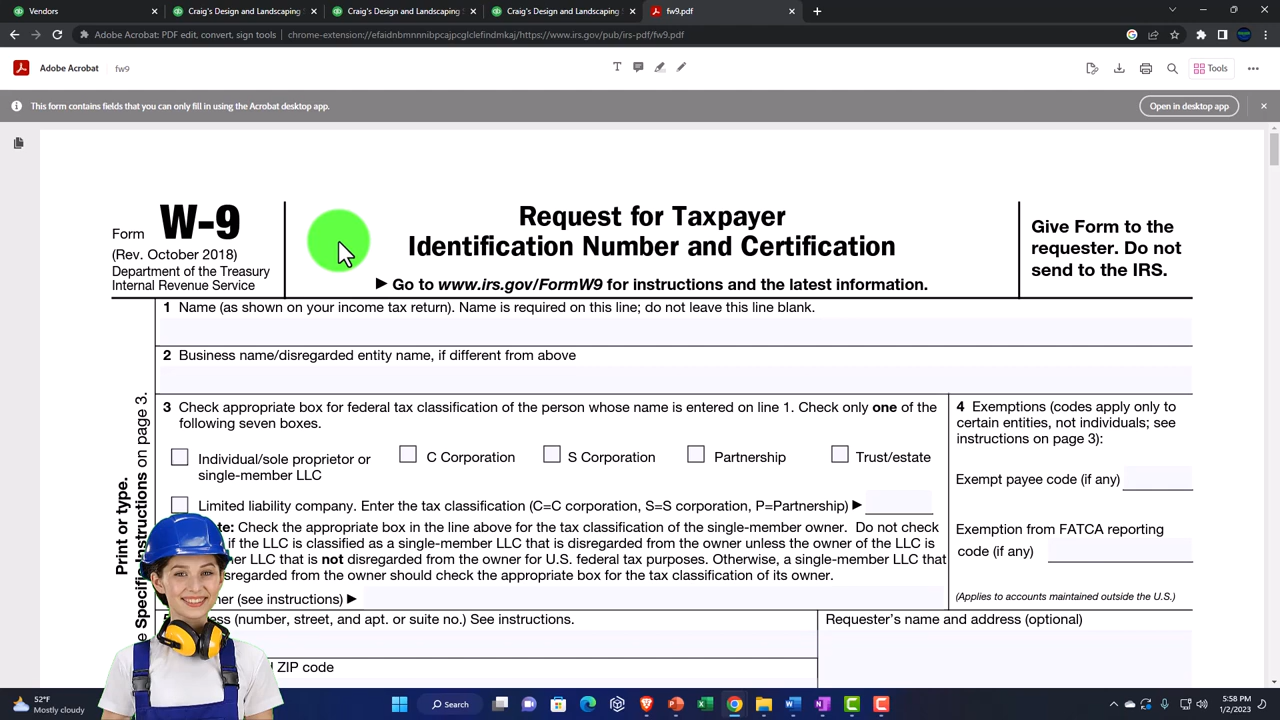 Vendors
Craig's Design and Landscaping
Craig's Design and Landscaping
Craig's Design and Landscaping
fw9.pdf
Adobe Acrobat: PDF edit, convert, sign tools | chrome-extension://efaidnbmnnnibpcajpcglclefindmkaj/https://www.irs.gov/pub/irs-pdf/fw9.pdf
Adobe Acrobat fw9
Tools
This form contains fields that you can only fill in using the Acrobat desktop app.
Open in desktop app
Form W-9
(Rev. October 2018)
Department of the Treasury
Internal Revenue Service
Request for Taxpayer
Identification Number and Certification
▶ Go to www.irs.gov/FormW9 for instructions and the latest information.
Give Form to the
requester. Do not
send to the IRS.
Print or type.
Specific Instructions on page 3.
1 Name (as shown on your income tax return). Name is required on this line; do not leave this line blank.
2 Business name/disregarded entity name, if different from above
3 Check appropriate box for federal tax classification of the person whose name is entered on line 1. Check only one of the
following seven boxes.
Individual/sole proprietor or
single-member LLC
C Corporation
S Corporation
Partnership
Trust/estate
Limited liability company. Enter the tax classification (C=C corporation, S=S corporation, P=Partnership) ▶
Check the appropriate box in the line above for the tax classification of the single-member owner. Do not check
if the LLC is classified as a single-member LLC that is disregarded from the owner unless the owner of the LLC is
LLC that is not disregarded from the owner for U.S. federal tax purposes. Otherwise, a single-member LLC that
from the owner should check the appropriate box for the tax classification of its owner.
(see instructions) ▶
4 Exemptions (codes apply only to
certain entities, not individuals; see
instructions on page 3):
Exempt payee code (if any)
Exemption from FATCA reporting
code (if any)
(Applies to accounts maintained outside the U.S.)
(number, street, and apt. or suite no.) See instructions.
ZIP code
Requester's name and address (optional)
52°F
Mostly cloudy
Search
5:58 PM
1/2/2023